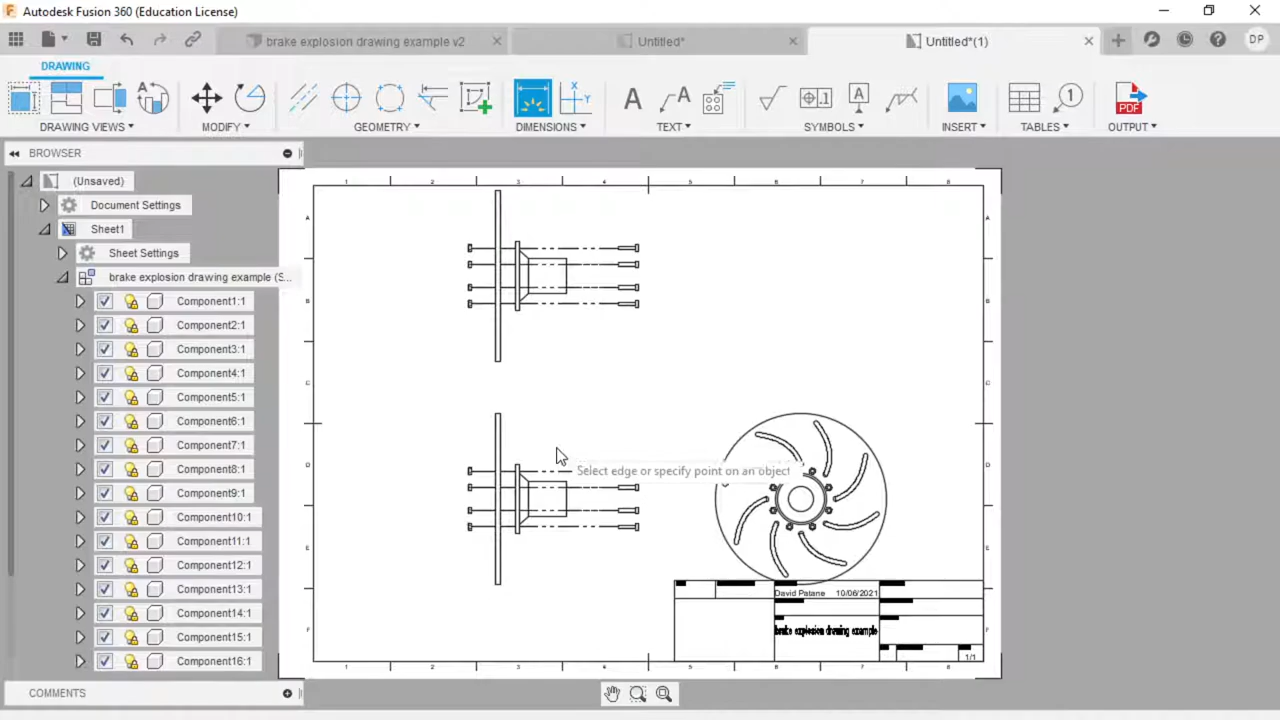 Autodesk Fusion 360 (Education License)
brake explosion drawing example v2
Untitled*
Untitled*(1)
DP
DRAWING
DRAWING VIEWS
MODIFY
GEOMETRY
DIMENSIONS
TEXT
SYMBOLS
INSERT
TABLES
OUTPUT
BROWSER
(Unsaved)
Document Settings
Sheet1
Sheet Settings
brake explosion drawing example (S...
Component1:1
Component2:1
Component3:1
Component4:1
Component5:1
Component6:1
Component7:1
Component8:1
Component9:1
Component10:1
Component11:1
Component12:1
Component13:1
Component14:1
Component15:1
Component16:1
COMMENTS
Select edge or specify point on an object
David Patane 10/06/2021
brake explosion drawing example
1/1